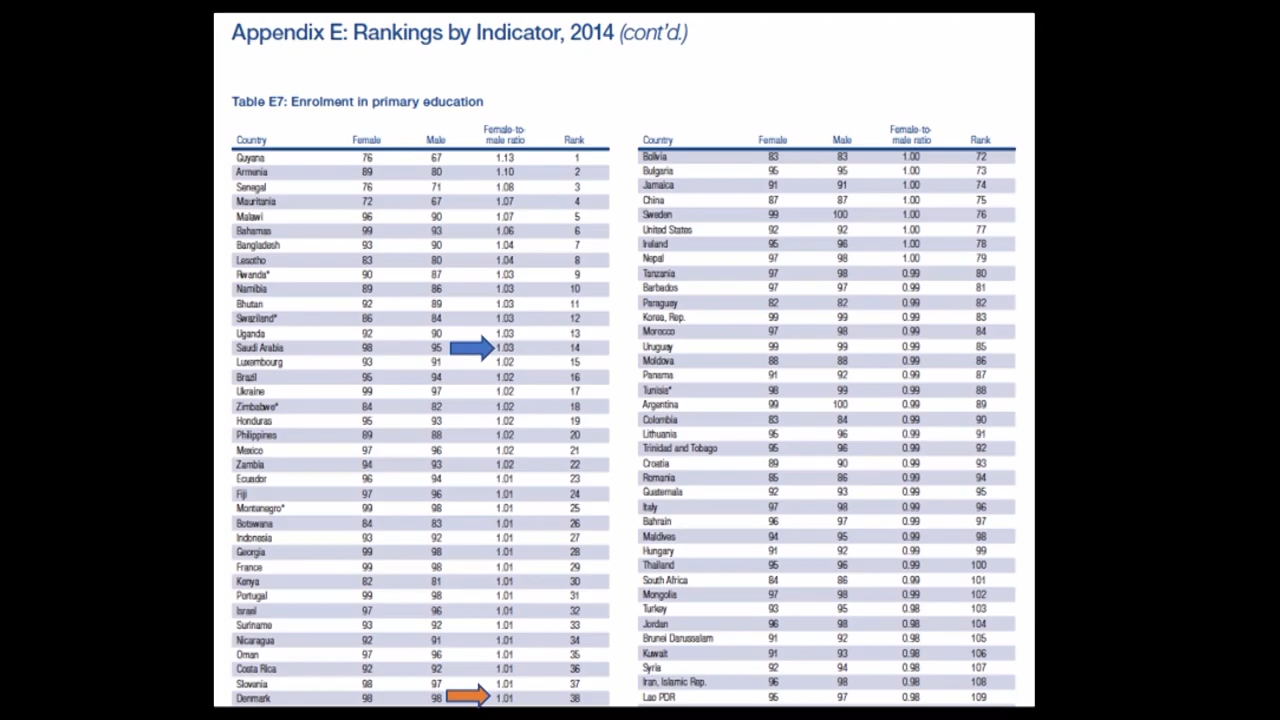 Appendix E: Rankings by Indicator, 2014 (cont'd.)
Table E7: Enrolment in primary education
Country Female Male Female-to-male ratio Rank
Guyana 76 67 1.13 1
Armenia 89 80 1.10 2
Senegal 76 71 1.08 3
Mauritania 72 67 1.07 4
Malawi 96 90 1.07 5
Bahamas 99 93 1.06 6
Bangladesh 93 90 1.04 7
Lesotho 83 80 1.04 8
Rwanda* 90 87 1.03 9
Namibia 89 86 1.03 10
Bhutan 92 89 1.03 11
Swaziland* 86 84 1.03 12
Uganda 92 90 1.03 13
Saudi Arabia 98 95 1.03 14
Luxembourg 93 91 1.02 15
Brazil 95 94 1.02 16
Ukraine 99 97 1.02 17
Zimbabwe* 84 82 1.02 18
Honduras 95 93 1.02 19
Philippines 89 88 1.02 20
Mexico 97 96 1.02 21
Zambia 94 93 1.02 22
Ecuador 96 94 1.01 23
Fiji 97 96 1.01 24
Montenegro* 99 98 1.01 25
Botswana 84 83 1.01 26
Indonesia 93 92 1.01 27
Georgia 99 98 1.01 28
France 99 98 1.01 29
Kenya 82 81 1.01 30
Portugal 99 98 1.01 31
Israel 97 96 1.01 32
Suriname 93 92 1.01 33
Nicaragua 92 91 1.01 34
Oman 97 96 1.01 35
Costa Rica 92 92 1.01 36
Slovenia 98 97 1.01 37
Denmark 98 98 1.01 38
Country Female Male Female-to-male ratio Rank
Bolivia 83 83 1.00 72
Bulgaria 95 95 1.00 73
Jamaica 91 91 1.00 74
China 87 87 1.00 75
Sweden 99 100 1.00 76
United States 92 92 1.00 77
Ireland 95 96 1.00 78
Nepal 97 98 1.00 79
Tanzania 97 98 0.99 80
Barbados 97 97 0.99 81
Paraguay 82 82 0.99 82
Korea, Rep. 99 99 0.99 83
Morocco 97 98 0.99 84
Uruguay 99 99 0.99 85
Moldova 88 88 0.99 86
Panama 91 92 0.99 87
Tunisia* 98 99 0.99 88
Argentina 99 100 0.99 89
Colombia 83 84 0.99 90
Lithuania 95 96 0.99 91
Trinidad and Tobago 95 96 0.99 92
Croatia 89 90 0.99 93
Romania 85 86 0.99 94
Guatemala 92 93 0.99 95
Italy 97 98 0.99 96
Bahrain 96 97 0.99 97
Maldives 94 95 0.99 98
Hungary 91 92 0.99 99
Thailand 95 96 0.99 100
South Africa 84 86 0.99 101
Mongolia 97 98 0.99 102
Turkey 93 95 0.98 103
Jordan 96 98 0.98 104
Brunei Darussalam 91 92 0.98 105
Kuwait 91 93 0.98 106
Syria 92 94 0.98 107
Iran, Islamic Rep. 96 98 0.98 108
Lao PDR 95 97 0.98 109